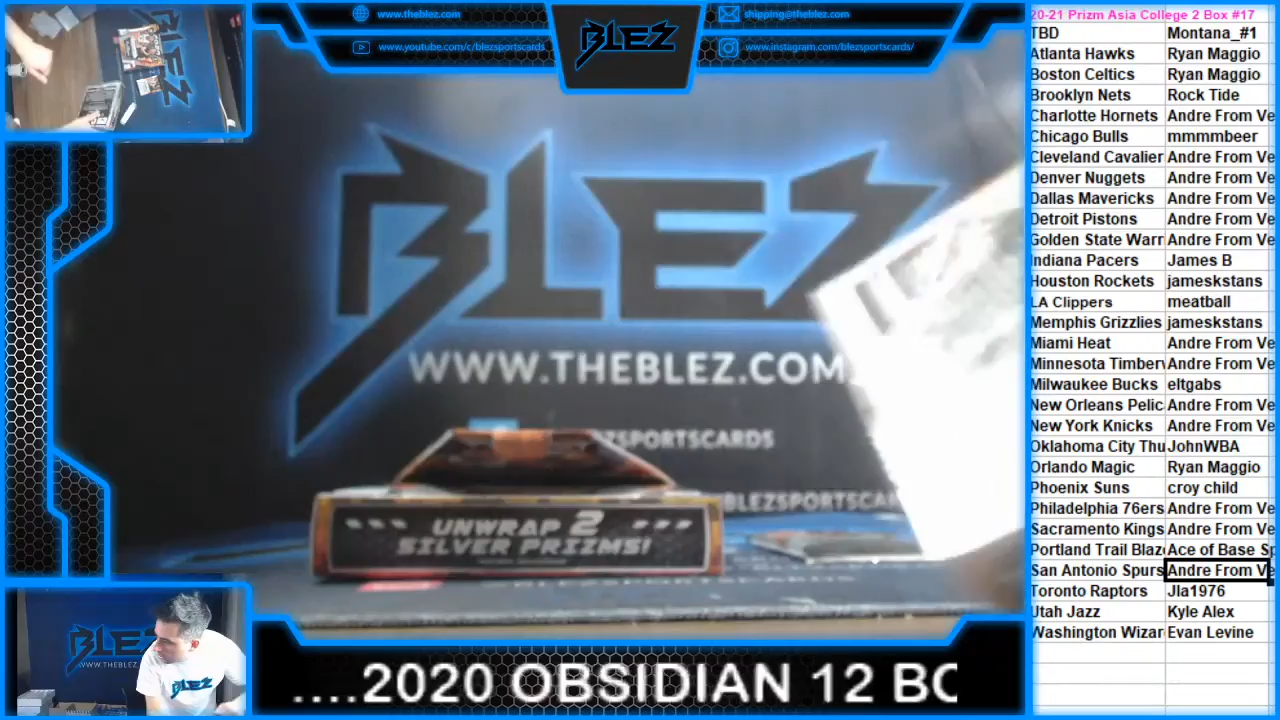 www.theblez.com
www.youtube.com/c/blezsportscards
BLEZ
shipping@theblez.com
www.instagram.com/blezsportscards/
20-21 Prizm Asia College 2 Box #17
TBD Montana_#1
Atlanta Hawks Ryan Maggio
Boston Celtics Ryan Maggio
Brooklyn Nets Rock Tide
Charlotte Hornets Andre From Ve
Chicago Bulls mmmmbeer
Cleveland Cavalier Andre From Ve
Denver Nuggets Andre From Ve
Dallas Mavericks Andre From Ve
Detroit Pistons Andre From Ve
Golden State Warr Andre From Ve
Indiana Pacers James B
Houston Rockets jameskstans
LA Clippers meatball
Memphis Grizzlies jameskstans
Miami Heat Andre From Ve
Minnesota Timberv Andre From Ve
Milwaukee Bucks eltgabs
New Orleans Pelic Andre From Ve
New York Knicks Andre From Ve
Oklahoma City Thu JohnWBA
Orlando Magic Ryan Maggio
Phoenix Suns croy child
Philadelphia 76ers Andre From Ve
Sacramento Kings Andre From Ve
Portland Trail Blaz Ace of Base Sp
San Antonio Spurs Andre From V
Toronto Raptors Jla1976
Utah Jazz Kyle Alex
Washington Wizar Evan Levine
BLEZ
WWW.THEBLEZ.COM
EZSPORTSCARDS
BLEZSPORTSCA
UNWRAP 2
SILVER PRIZMS!
BLEZ
WWW.THEBLEZ
BLEZ
....2020 OBSIDIAN 12 BO